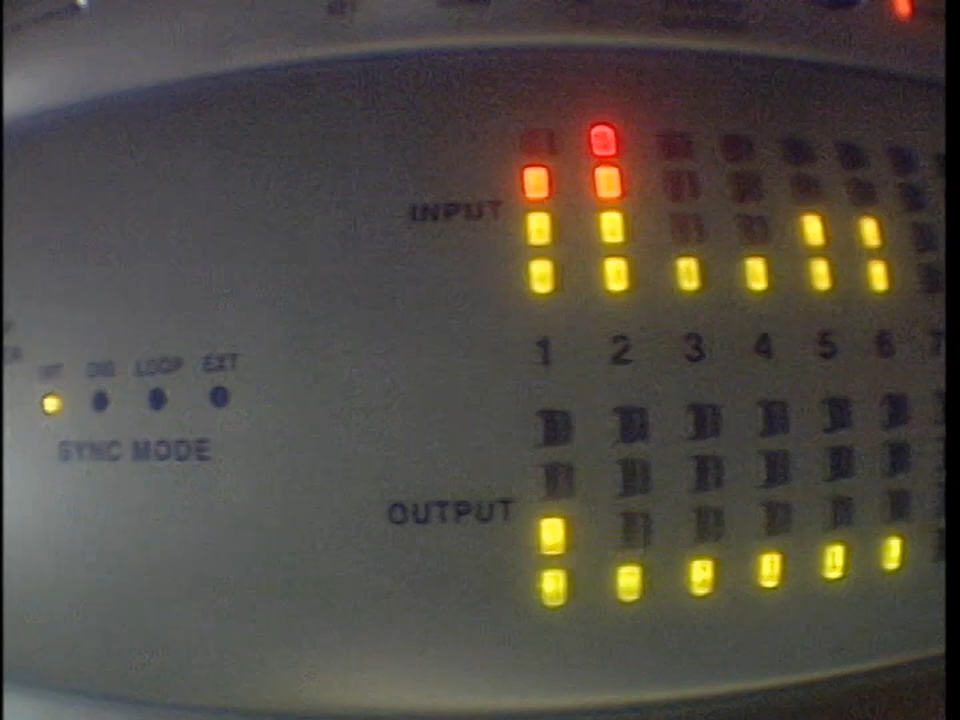 INPUT
1 2 3 4 5 6 7
INT DIG LOOP EXT
SYNC MODE
OUTPUT